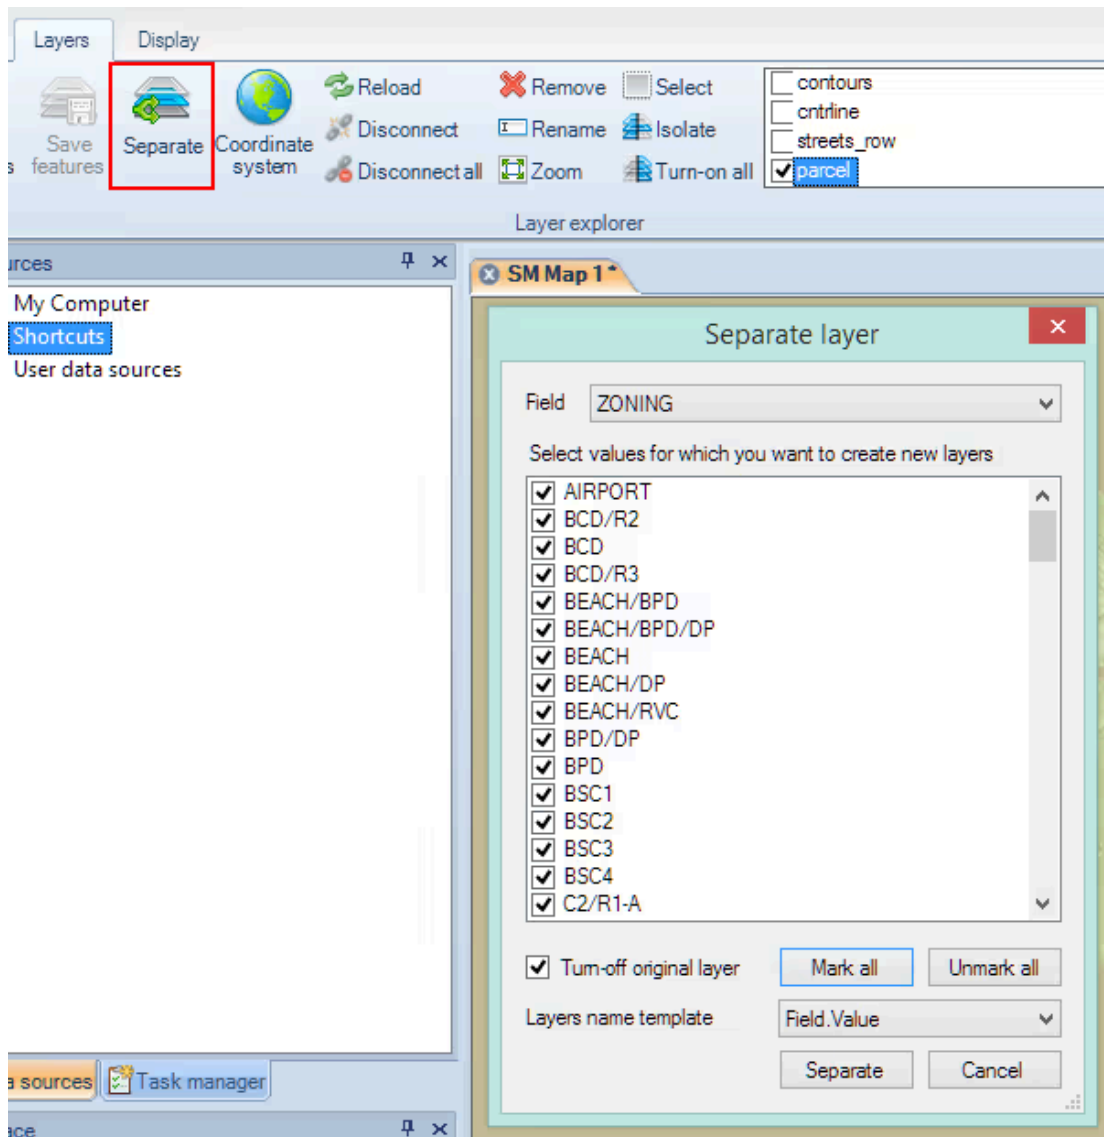 Layers Display
Save features
Separate
Coordinate system
Reload
Disconnect
Disconnect all
Remove
Rename
Zoom
Select
Isolate
Turn-on all
contours
cntrline
streets_row
parcel
s
Layer explorer
urces
My Computer
Shortcuts
User data sources
SM Map 1*
Separate layer
Field ZONING
Select values for which you want to create new layers
AIRPORT
BCD/R2
BCD
BCD/R3
BEACH/BPD
BEACH/BPD/DP
BEACH
BEACH/DP
BEACH/RVC
BPD/DP
BPD
BSC1
BSC2
BSC3
BSC4
C2/R1-A
Turn-off original layer Mark all Unmark all
Layers name template Field.Value
Separate Cancel
a sources Task manager
ace